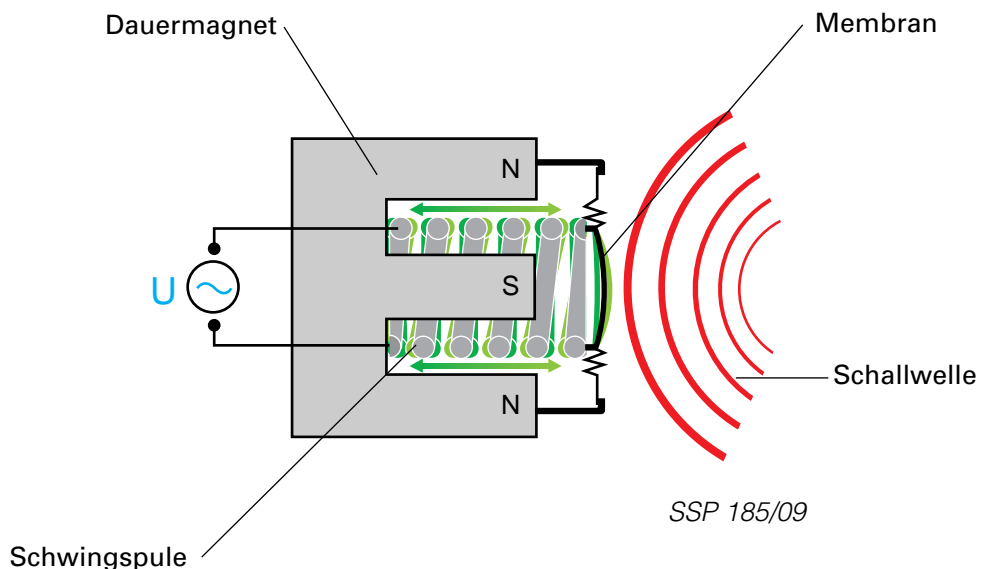 Dauermagnet
Membran
N
U
S
N
Schallwelle
SSP 185/09
Schwingspule